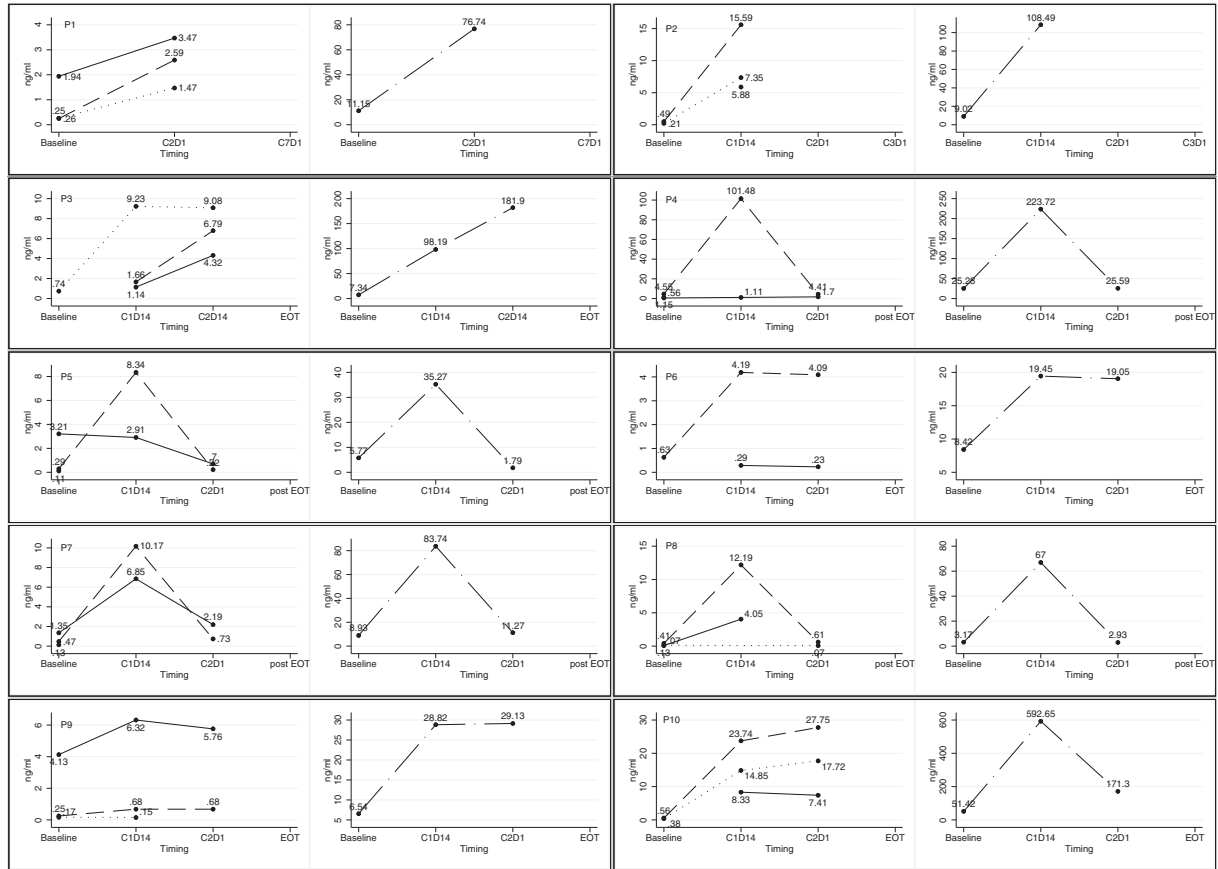 P1
ng/ml
0 1 2 3 4
1.94
3.47
.25
2.59
.26
1.47
Baseline C2D1 C7D1
Timing
ng/ml
0 20 40 60 80
11.15
76.74
Baseline C2D1 C7D1
Timing
P2
ng/ml
0 5 10 15
.49
15.59
.21
7.35
5.88
Baseline C1D14 C2D1 C3D1
Timing
ng/ml
0 20 40 60 80 100
9.02
108.49
Baseline C1D14 C2D1 C3D1
Timing
P3
ng/ml
0 2 4 6 8 10
.74
9.23
9.08
1.66
6.79
1.14
4.32
Baseline C1D14 C2D14 EOT
Timing
ng/ml
0 50 100 150 200
7.34
98.19
181.9
Baseline C1D14 C2D14 EOT
Timing
P4
ng/ml
0 20 40 60 80 100
101.48
.56
1.15
1.11
4.41
1.7
Baseline C1D14 C2D1 post EOT
Timing
ng/ml
0 50 100 150 200 250
25.28
223.72
25.59
Baseline C1D14 C2D1 post EOT
Timing
P5
ng/ml
0 2 4 6 8
3.21
8.34
2.91
.29
.11
.7
Baseline C1D14 C2D1 post EOT
Timing
ng/ml
0 10 20 30 40
5.77
35.27
1.79
Baseline C1D14 C2D1 post EOT
Timing
P6
ng/ml
0 1 2 3 4
.63
4.19
4.09
.29
.23
Baseline C1D14 C2D1 EOT
Timing
ng/ml
5 10 15 20
8.42
19.45
19.05
Baseline C1D14 C2D1 EOT
Timing
P7
ng/ml
0 2 4 6 8 10
1.35
10.17
6.85
.47
.13
2.19
.73
Baseline C1D14 C2D1 post EOT
Timing
ng/ml
0 20 40 60 80
8.93
83.74
11.27
Baseline C1D14 C2D1 post EOT
Timing
P8
ng/ml
0 5 10 15
.41
12.19
.07
4.05
.13
.61
.07
Baseline C1D14 C2D1 post EOT
Timing
ng/ml
0 20 40 60 80
3.17
67
2.93
Baseline C1D14 C2D1 post EOT
Timing
P9
ng/ml
0 2 4 6
4.13
6.32
5.76
.25
.17
.68
.15
.68
Baseline C1D14 C2D1 EOT
Timing
ng/ml
5 10 15 20 25 30
6.54
28.82
29.13
Baseline C1D14 C2D1 EOT
Timing
P10
ng/ml
0 10 20 30
.56
.38
23.74
27.75
14.85
17.72
8.33
7.41
Baseline C1D14 C2D1 EOT
Timing
ng/ml
0 200 400 600
51.42
592.65
171.3
Baseline C1D14 C2D1 EOT
Timing